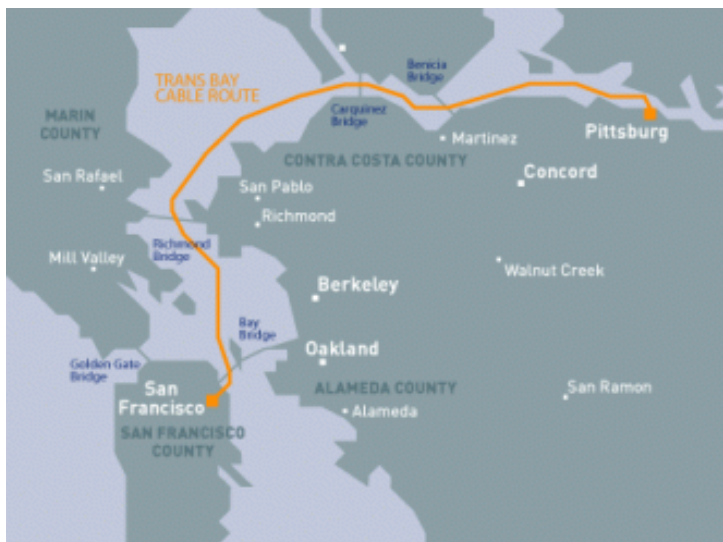 Benicia
Bridge
TRANS BAY
CABLE ROUTE
Carquinez
Bridge
MARIN
COUNTY
Martinez
Pittsburg
CONTRA COSTA COUNTY
Concord
San Rafael
San Pablo
Richmond
Richmond
Bridge
Mill Valley
Walnut Creek
Berkeley
Bay
Bridge
Oakland
Golden Gate
Bridge
San
Francisco
ALAMEDA COUNTY
San Ramon
Alameda
SAN FRANCISCO
COUNTY